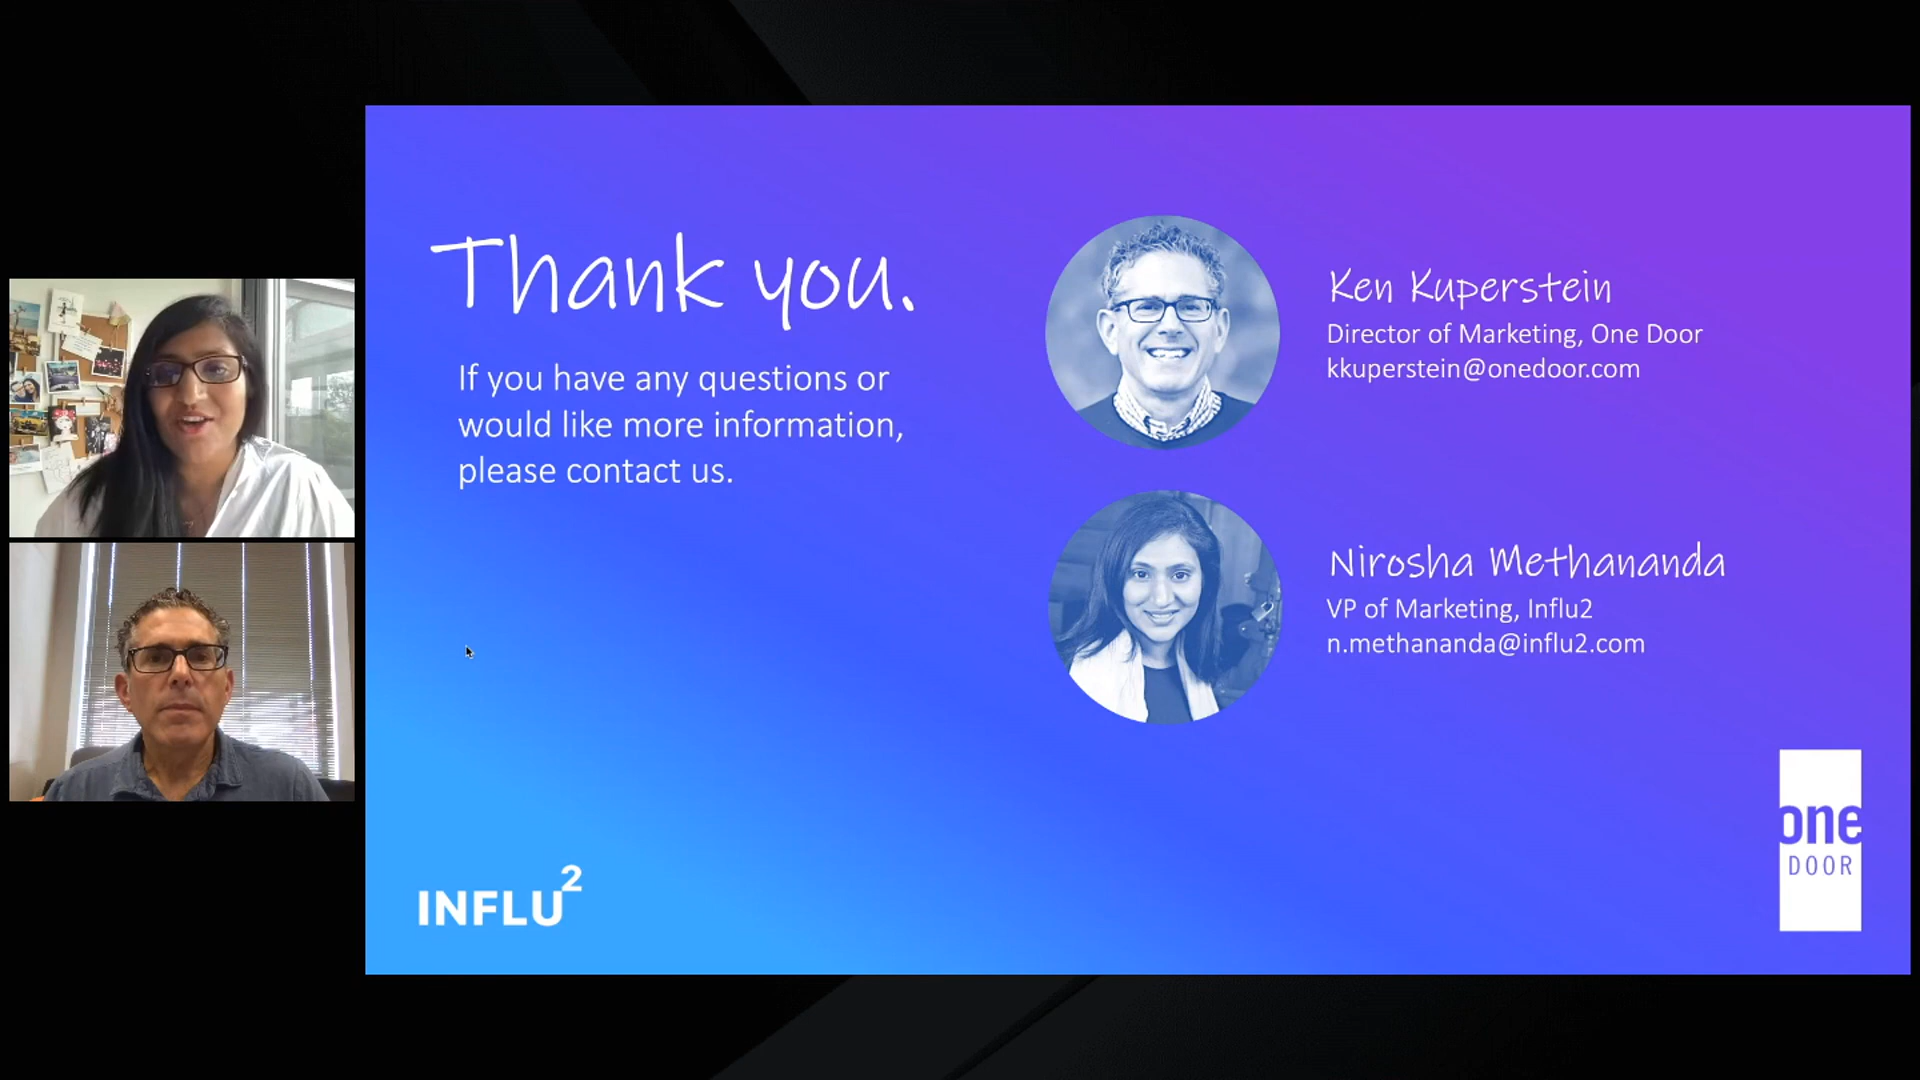 Thank you.
If you have any questions or
would like more information,
please contact us.
Ken Kuperstein
Director of Marketing, One Door
kkuperstein@onedoor.com
Nirosha Methananda
VP of Marketing, Influ2
n.methananda@influ2.com
INFLU2
one
DOOR